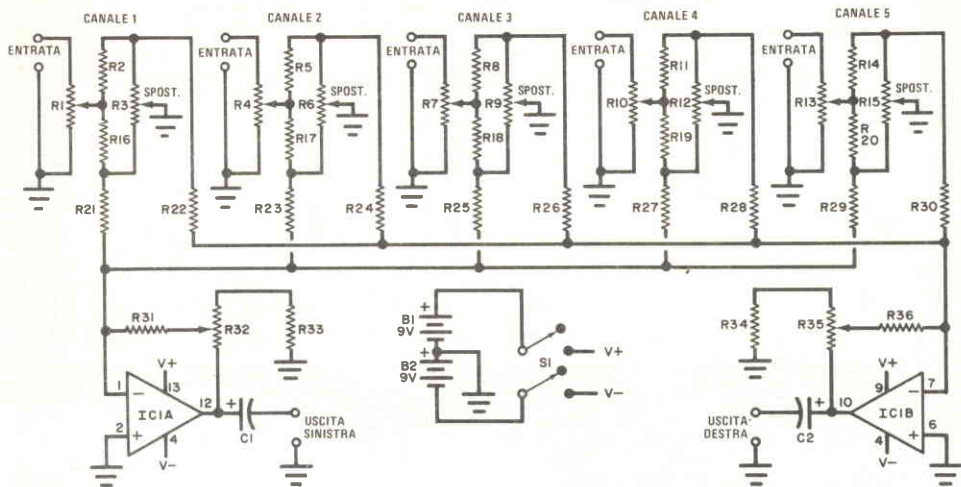 CANALE 1 CANALE 2 CANALE 3 CANALE 4 CANALE 5
ENTRATA ENTRATA ENTRATA ENTRATA ENTRATA
R2 R5 R8 R11 R14
SPOST. SPOST. SPOST. SPOST. SPOST.
R1 R3 R4 R6 R7 R9 R10 R12 R13 R15
R16 R17 R18 R19 R
20
R21 R22 R23 R24 R25 R26 R27 R28 R29 R30
R31 R32 R33
B1
9V
+
B2
9V
+
S1
V+
V-
R34 R35 R36
V+
1 - 13
IC1A 12 +
2 + 4
V-
C1
USCITA
SINISTRA
V+
9 - 7
10 IC1B
+
4 + 6
V-
C2
USCITA
DESTRA